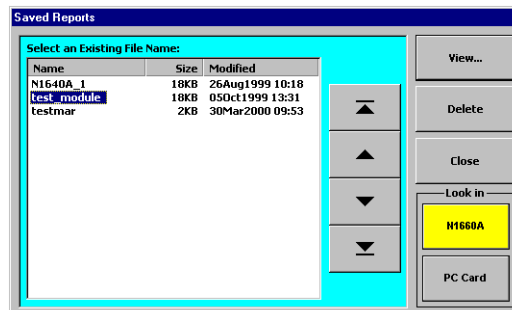 Saved Reports
Select an Existing File Name:
Name Size Modified
N1640A_1 18KB 26Aug1999 10:18
test_module 18KB 05Oct1999 13:31
testmar 2KB 30Mar2000 09:53
View...
Delete
Close
Look in
N1660A
PC Card